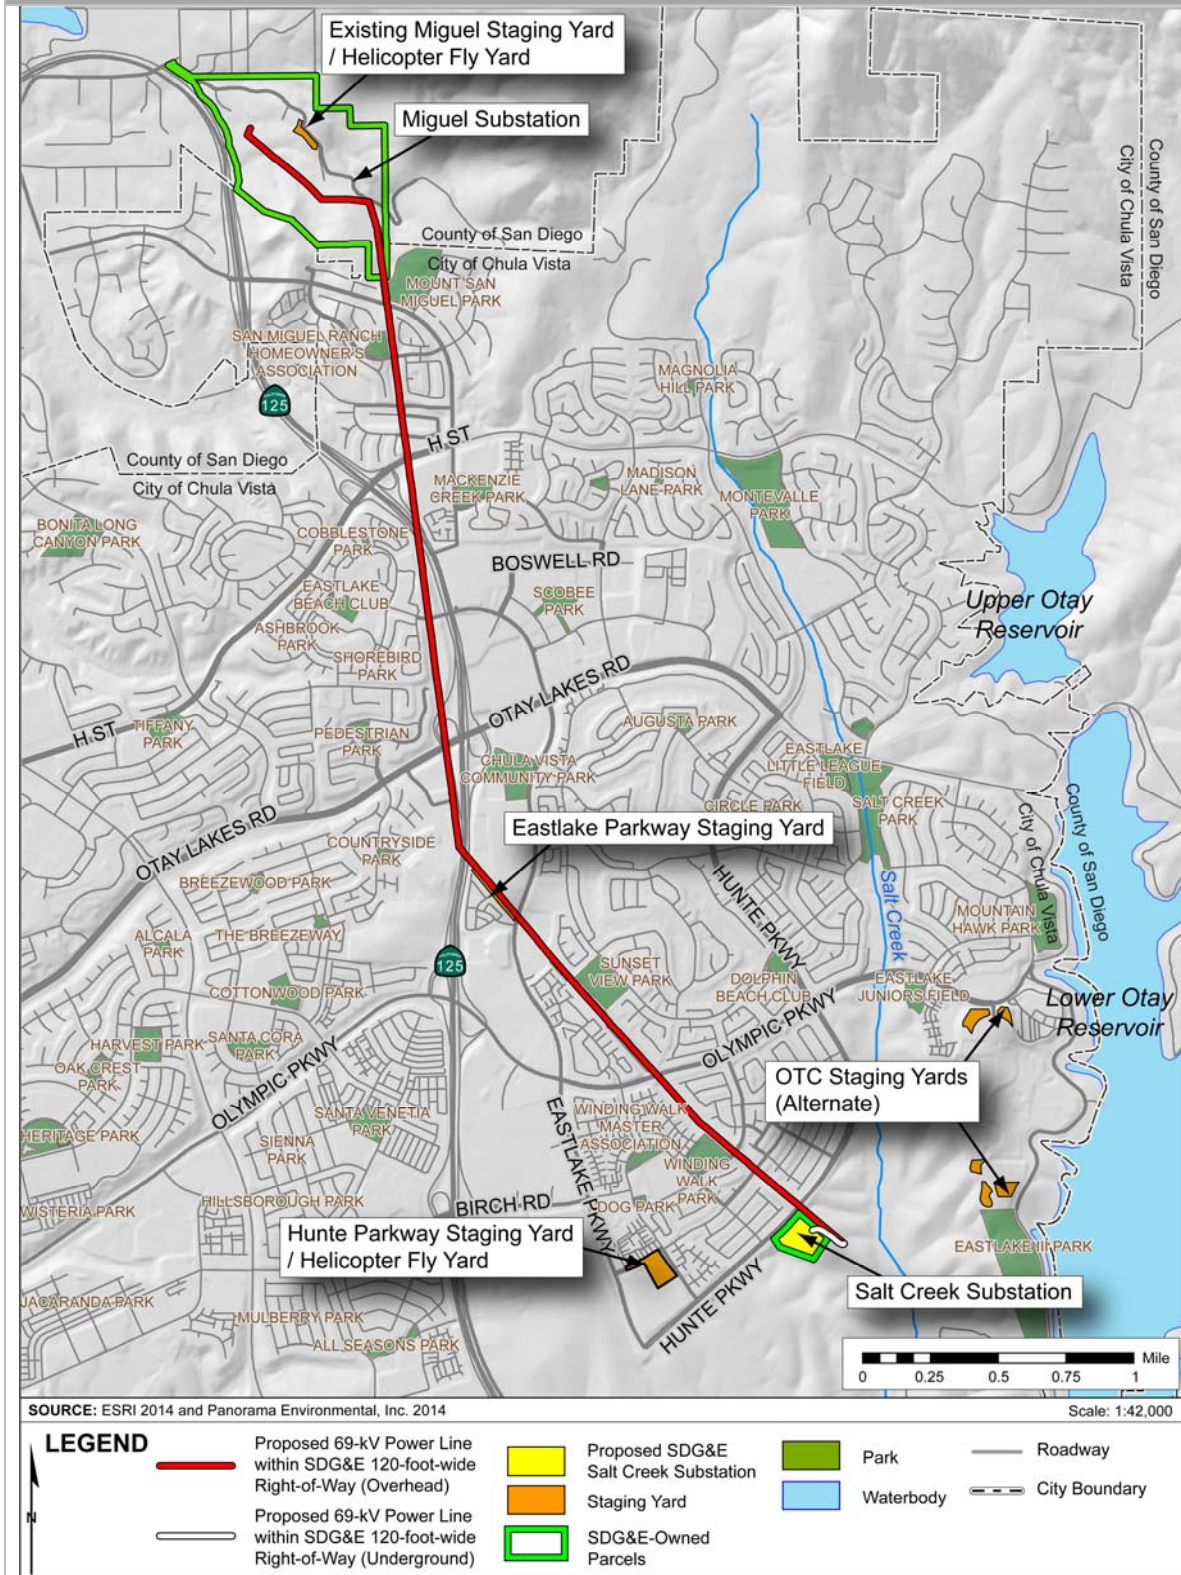 Existing Miguel Staging Yard
/ Helicopter Fly Yard
Miguel Substation
County of San Diego
City of Chula Vista
County of San Diego
City of Chula Vista
MOUNT SAN
MIGUEL PARK
SAN MIGUEL RANCH
HOMEOWNER'S
ASSOCIATION
MAGNOLIA
HILL PARK
CALIFORNIA
125
H ST
County of San Diego
City of Chula Vista
MACKENZIE
CREEK PARK
MADISON
LANE PARK
MONTEVALLE
PARK
BONITA LONG
CANYON PARK
COBBLESTONE
PARK
BOSWELL RD
EASTLAKE
BEACH CLUB
SCOBEE
PARK
Upper Otay
Reservoir
ASHBROOK
PARK
SHOREBIRD
PARK
OTAY LAKES RD
H ST
TIFFANY
PARK
PEDESTRIAN
PARK
AUGUSTA PARK
CHULA VISTA
COMMUNITY PARK
EASTLAKE
LITTLE LEAGUE
FIELD
CIRCLE PARK
SALT CREEK
PARK
City of Chula Vista
County of San Diego
OTAY LAKES RD
Eastlake Parkway Staging Yard
COUNTRYSIDE
PARK
BREEZEWOOD PARK
HUNTE PKWY
Salt Creek
MOUNTAIN
HAWK PARK
ALCALA
PARK
THE BREEZEWAY
CALIFORNIA
125
SUNSET
VIEW PARK
DOLPHIN
BEACH CLUB
EASTLAKE
JUNIORS FIELD
COTTONWOOD PARK
Lower Otay
Reservoir
HARVEST PARK
SANTA CORA
PARK
OLYMPIC PKWY
OAK CREST
PARK
OLYMPIC PKWY
OTC Staging Yards
(Alternate)
SANTA VENETIA
PARK
EASTLAKE PKWY
WINDING WALK
MASTER
ASSOCIATION
HERITAGE PARK
SIENNA
PARK
WINDING
WALK
PARK
HILLSBOROUGH PARK
BIRCH RD
DOG PARK
WISTERIA PARK
Hunte Parkway Staging Yard
/ Helicopter Fly Yard
EASTLAKE III PARK
HUNTE PKWY
Salt Creek Substation
JACARANDA PARK
MULBERRY PARK
ALL SEASONS PARK
Mile
0 0.25 0.5 0.75 1
SOURCE: ESRI 2014 and Panorama Environmental, Inc. 2014
Scale: 1:42,000
LEGEND
N
Proposed 69-kV Power Line
within SDG&E 120-foot-wide
Right-of-Way (Overhead)
Proposed 69-kV Power Line
within SDG&E 120-foot-wide
Right-of-Way (Underground)
Proposed SDG&E
Salt Creek Substation
Staging Yard
SDG&E-Owned
Parcels
Park
Waterbody
Roadway
City Boundary